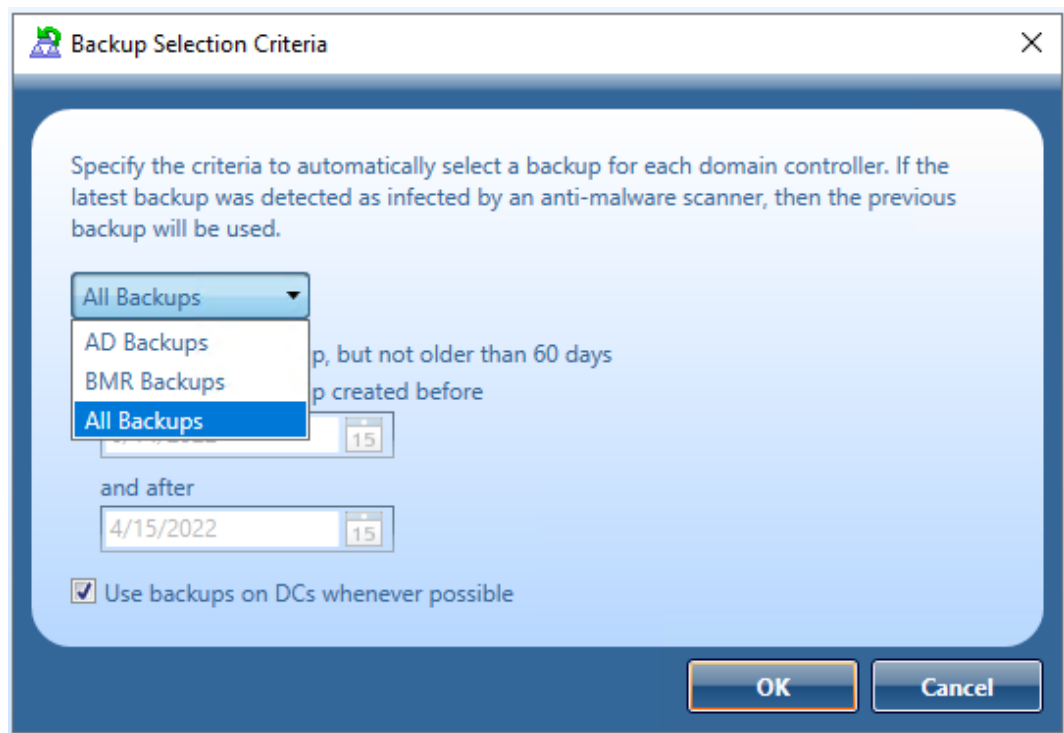 Backup Selection Criteria
Specify the criteria to automatically select a backup for each domain controller. If the
latest backup was detected as infected by an anti-malware scanner, then the previous
backup will be used.
All Backups
AD Backups
p, but not older than 60 days
BMR Backups
p created before
All Backups
15
and after
4/15/2022
15
Use backups on DCs whenever possible
OK
Cancel